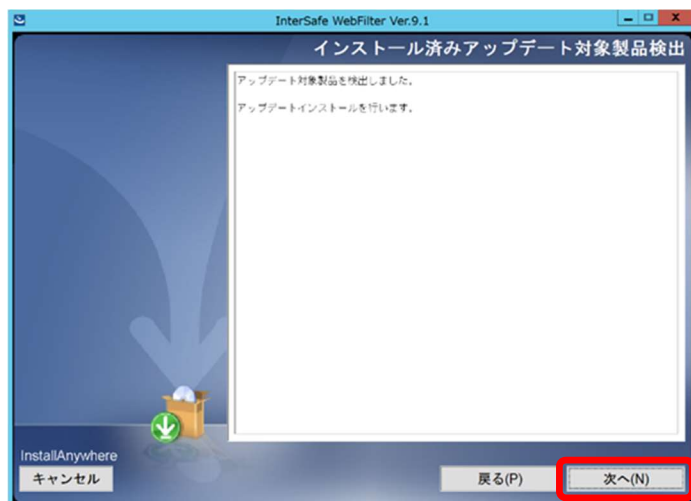 InterSafe WebFilter Ver.9.1
インストール済みアップデート対象製品検出
アップデート対象製品を検出しました。
アップデートインストールを行います。
InstallAnywhere
キャンセル
戻る(P)
次へ(N)